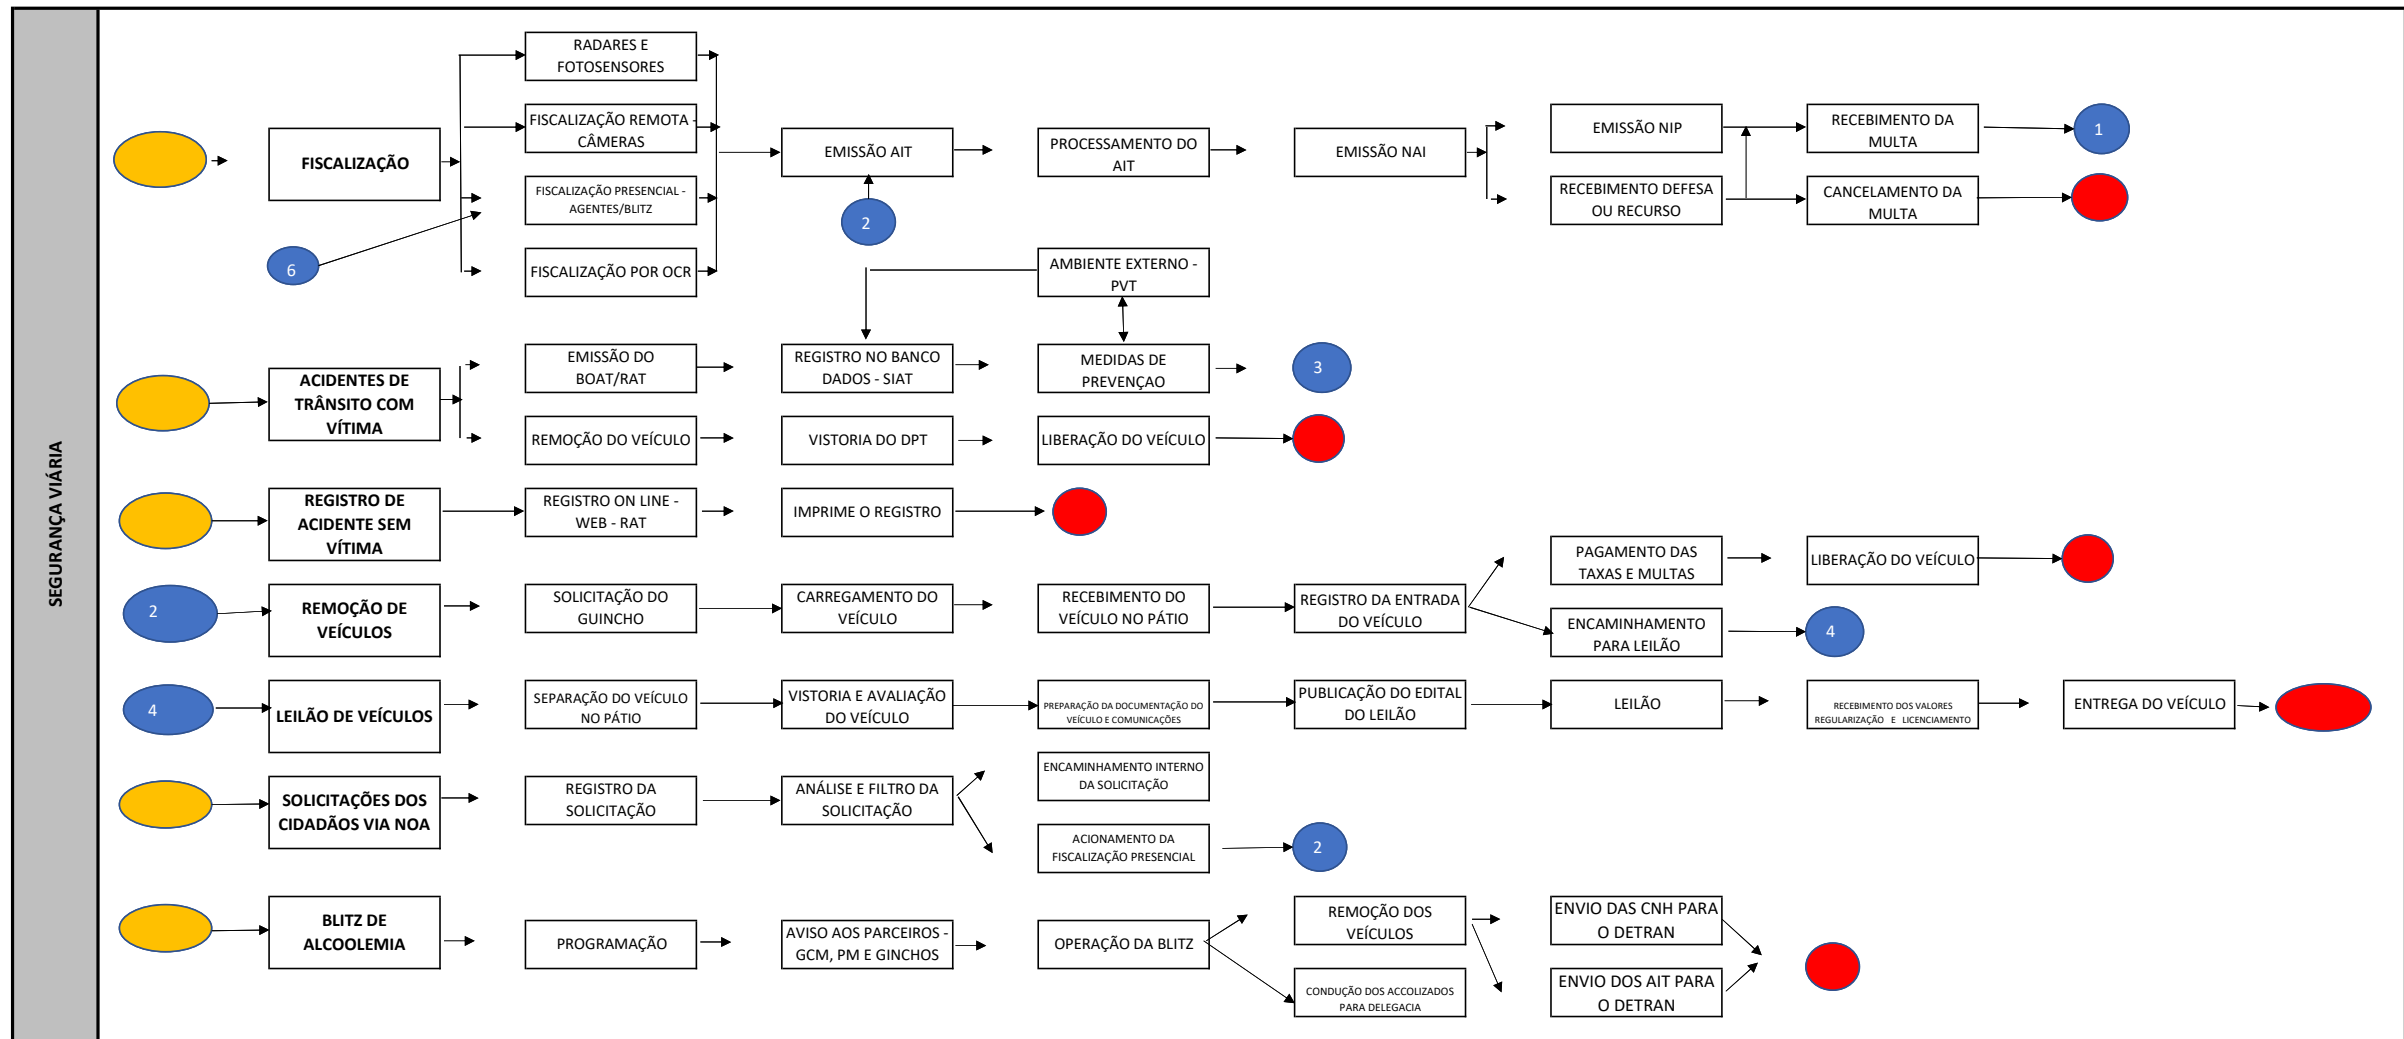 SEGURANÇA VIÁRIA
RADARES E
FOTOSENSORES
FISCALIZAÇÃO REMOTA -
CÂMERAS
FISCALIZAÇÃO
FISCALIZAÇÃO PRESENCIAL -
AGENTES/BLITZ
FISCALIZAÇÃO POR OCR
6
EMISSÃO AIT
2
PROCESSAMENTO DO
AIT
EMISSÃO NAI
EMISSÃO NIP
RECEBIMENTO DA
MULTA
1
RECEBIMENTO DEFESA
OU RECURSO
CANCELAMENTO DA
MULTA
AMBIENTE EXTERNO -
PVT
ACIDENTES DE
TRÂNSITO COM
VÍTIMA
EMISSÃO DO
BOAT/RAT
REGISTRO NO BANCO
DADOS - SIAT
MEDIDAS DE
PREVENÇAO
3
REMOÇÃO DO VEÍCULO
VISTORIA DO DPT
LIBERAÇÃO DO VEÍCULO
REGISTRO DE
ACIDENTE SEM
VÍTIMA
REGISTRO ON LINE -
WEB - RAT
IMPRIME O REGISTRO
2
REMOÇÃO DE
VEÍCULOS
SOLICITAÇÃO DO
GUINCHO
CARREGAMENTO DO
VEÍCULO
RECEBIMENTO DO
VEÍCULO NO PÁTIO
REGISTRO DA ENTRADA
DO VEÍCULO
PAGAMENTO DAS
TAXAS E MULTAS
LIBERAÇÃO DO VEÍCULO
ENCAMINHAMENTO
PARA LEILÃO
4
4
LEILÃO DE VEÍCULOS
SEPARAÇÃO DO VEÍCULO
NO PÁTIO
VISTORIA E AVALIAÇÃO
DO VEÍCULO
PREPARAÇÃO DA DOCUMENTAÇÃO DO
VEÍCULO E COMUNICAÇÕES
PUBLICAÇÃO DO EDITAL
DO LEILÃO
LEILÃO
RECEBIMENTO DOS VALORES
REGULARIZAÇÃO E LICENCIAMENTO
ENTREGA DO VEÍCULO
SOLICITAÇÕES DOS
CIDADÃOS VIA NOA
REGISTRO DA
SOLICITAÇÃO
ANÁLISE E FILTRO DA
SOLICITAÇÃO
ENCAMINHAMENTO INTERNO
DA SOLICITAÇÃO
ACIONAMENTO DA
FISCALIZAÇÃO PRESENCIAL
2
BLITZ DE
ALCOOLEMIA
PROGRAMAÇÃO
AVISO AOS PARCEIROS -
GCM, PM E GINCHOS
OPERAÇÃO DA BLITZ
REMOÇÃO DOS
VEÍCULOS
ENVIO DAS CNH PARA
O DETRAN
CONDUÇÃO DOS ACCOLIZADOS
PARA DELEGACIA
ENVIO DOS AIT PARA
O DETRAN